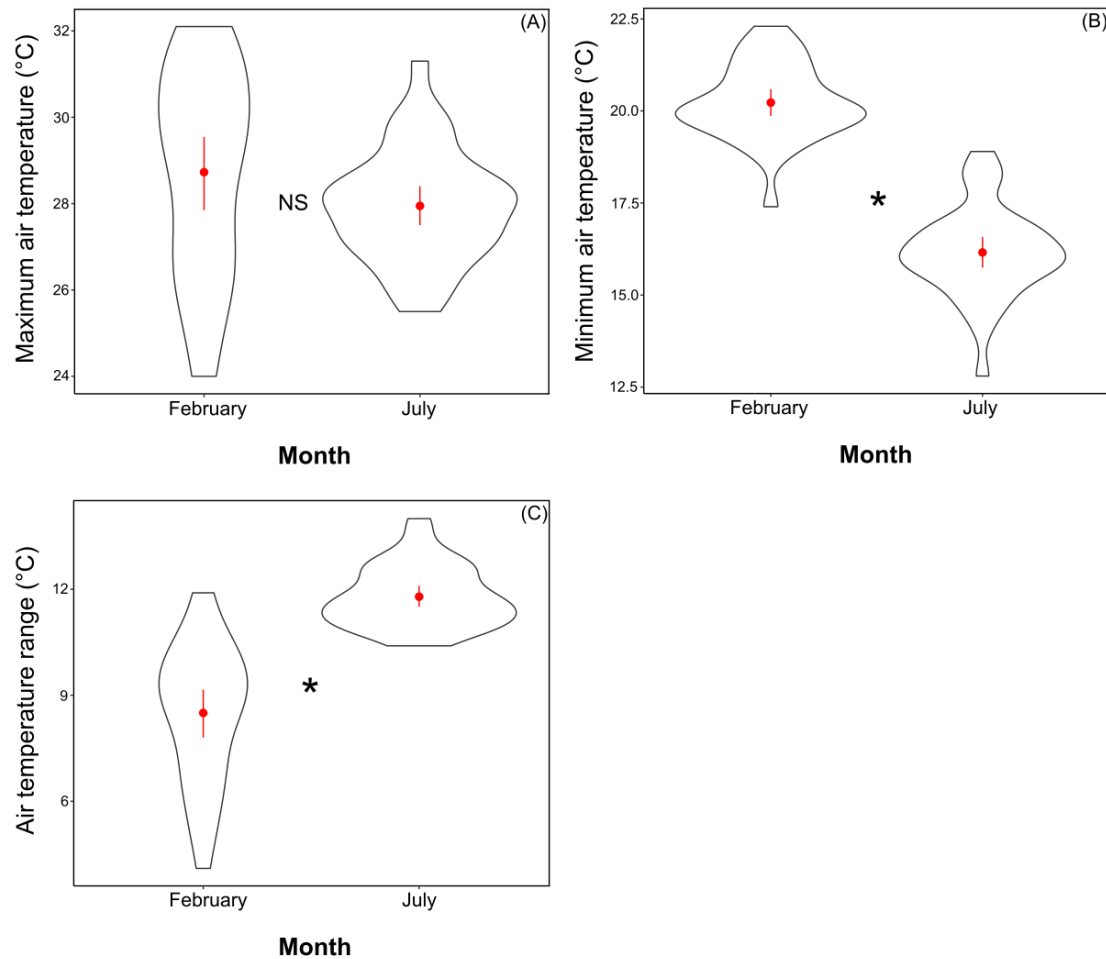 (A)
Maximum air temperature (°C)
32
30
28
26
24
NS
February
July
Month
(B)
Minimum air temperature (°C)
22.5
20.0
17.5
15.0
12.5
*
February
July
Month
(C)
Air temperature range (°C)
12
9
6
*
February
July
Month